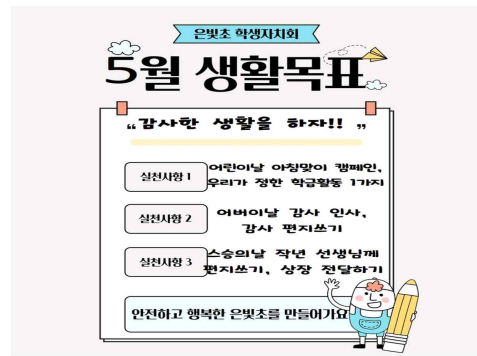 은빛초 학생자치회
5월 생활목표
"감사한 생활을 하자!! "
실천사항 1
어린이날 아침맞이 캠페인,
우리가 정한 학급활동 1가지
실천사항 2
어버이날 감사 인사,
감사 편지쓰기
실천사항 3
스승의날 작년 선생님께
편지쓰기, 상장 전달하기
안전하고 행복한 은빛초를 만들어가요